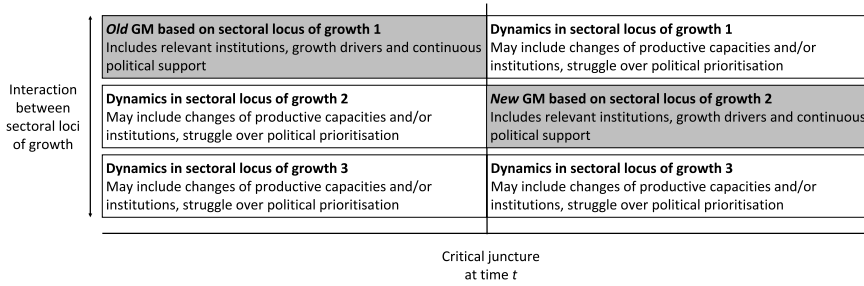 Old GM based on sectoral locus of growth 1
Includes relevant institutions, growth drivers and continuous
political support
Dynamics in sectoral locus of growth 1
May include changes of productive capacities and/or
institutions, struggle over political prioritisation
Interaction
between
sectoral loci
of growth
Dynamics in sectoral locus of growth 2
May include changes of productive capacities and/or
institutions, struggle over political prioritisation
New GM based on sectoral locus of growth 2
Includes relevant institutions, growth drivers and continuous
political support
Dynamics in sectoral locus of growth 3
May include changes of productive capacities and/or
institutions, struggle over political prioritisation
Dynamics in sectoral locus of growth 3
May include changes of productive capacities and/or
institutions, struggle over political prioritisation
Critical juncture
at time t